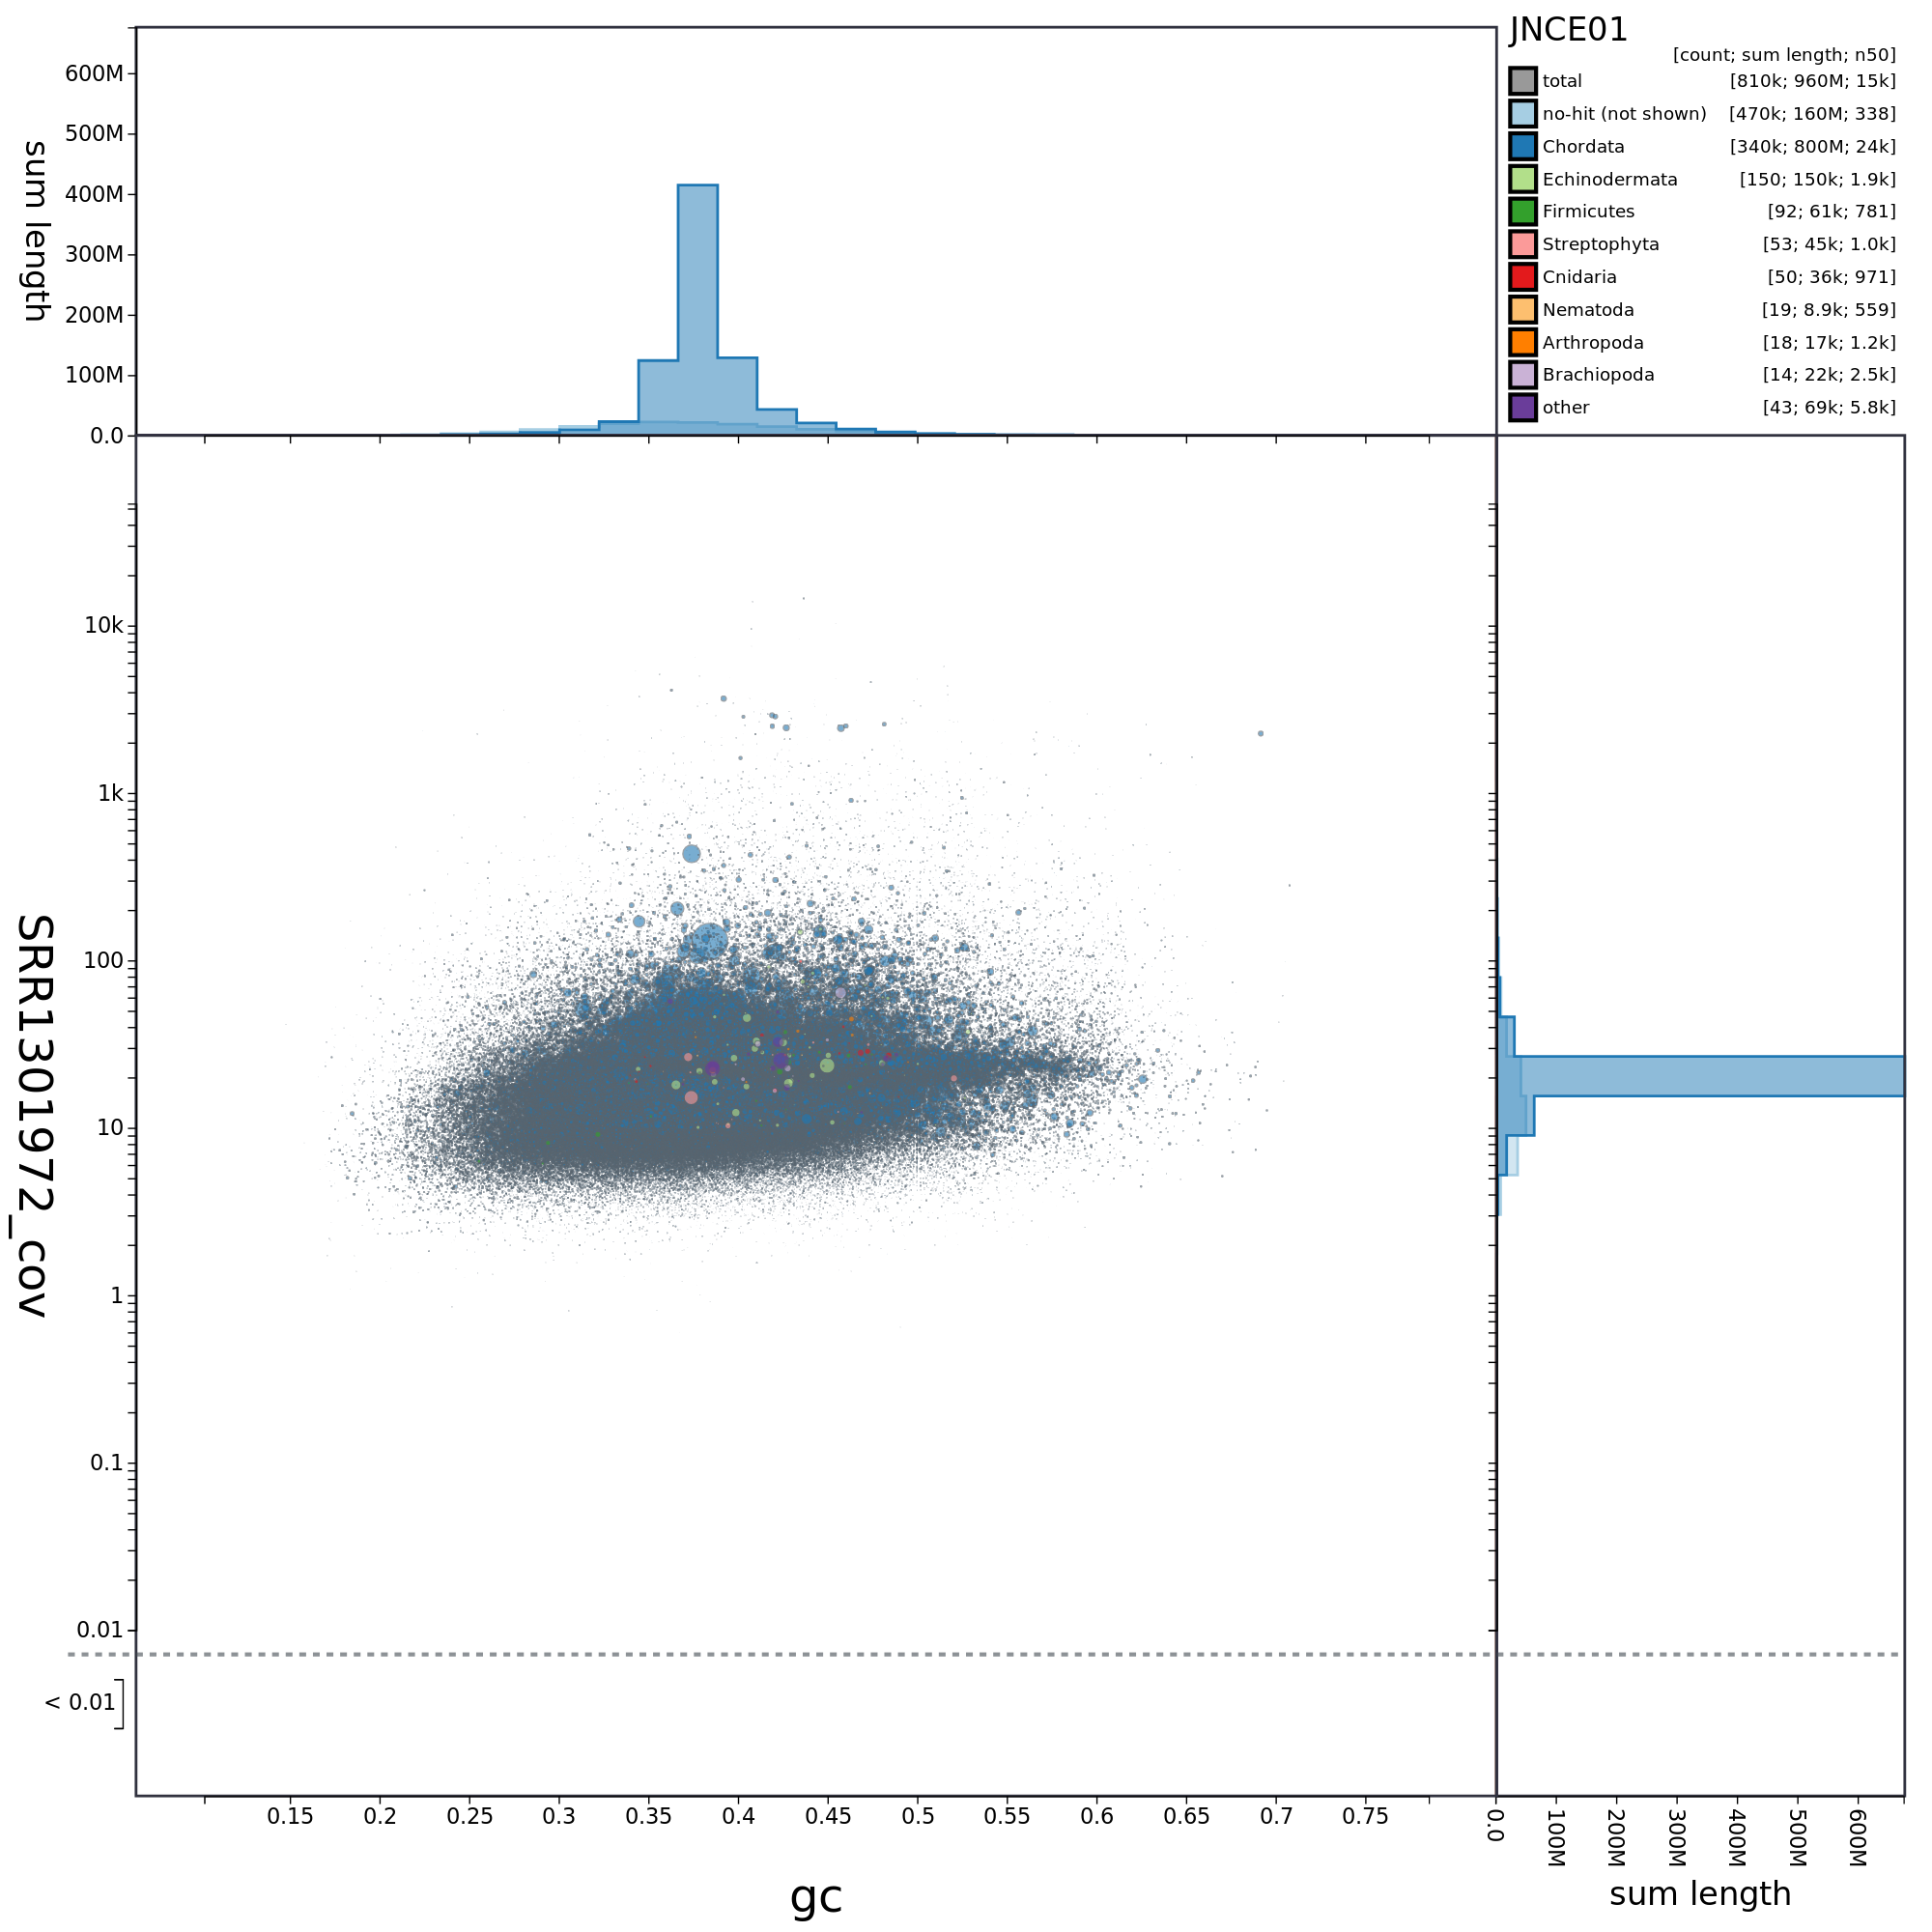 JNCE01
[count; sum length; n50]
total [810k; 960M; 15k]
no-hit (not shown) [470k; 160M; 338]
Chordata [340k; 800M; 24k]
Echinodermata [150; 150k; 1.9k]
Firmicutes [92; 61k; 781]
Streptophyta [53; 45k; 1.0k]
Cnidaria [50; 36k; 971]
Nematoda [19; 8.9k; 559]
Arthropoda [18; 17k; 1.2k]
Brachiopoda [14; 22k; 2.5k]
other [43; 69k; 5.8k]
sum length
600M
500M
400M
300M
200M
100M
0.0
SRR1301972_cov
10k
1k
100
10
1
0.1
0.01
< 0.01
0.15 0.2 0.25 0.3 0.35 0.4 0.45 0.5 0.55 0.6 0.65 0.7 0.75
gc
0.0 100M 200M 300M 400M 500M 600M
sum length